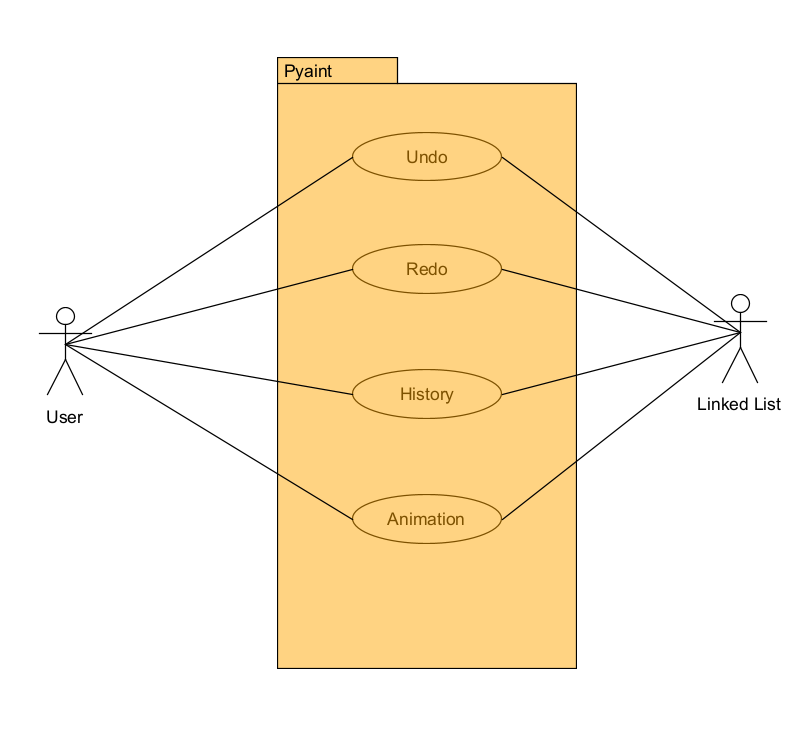 Pyaint
Undo
Redo
History
Animation
User
Linked List